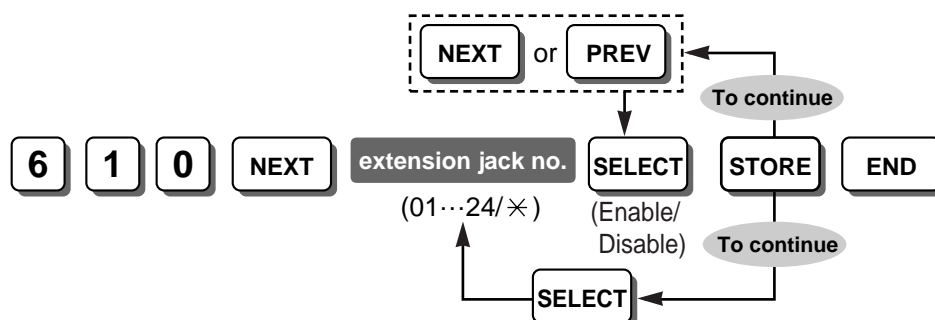 NEXT or PREV
To continue
6 1 0 NEXT extension jack no. SELECT STORE END
(01···24/✳) (Enable/
Disable)
To continue
SELECT